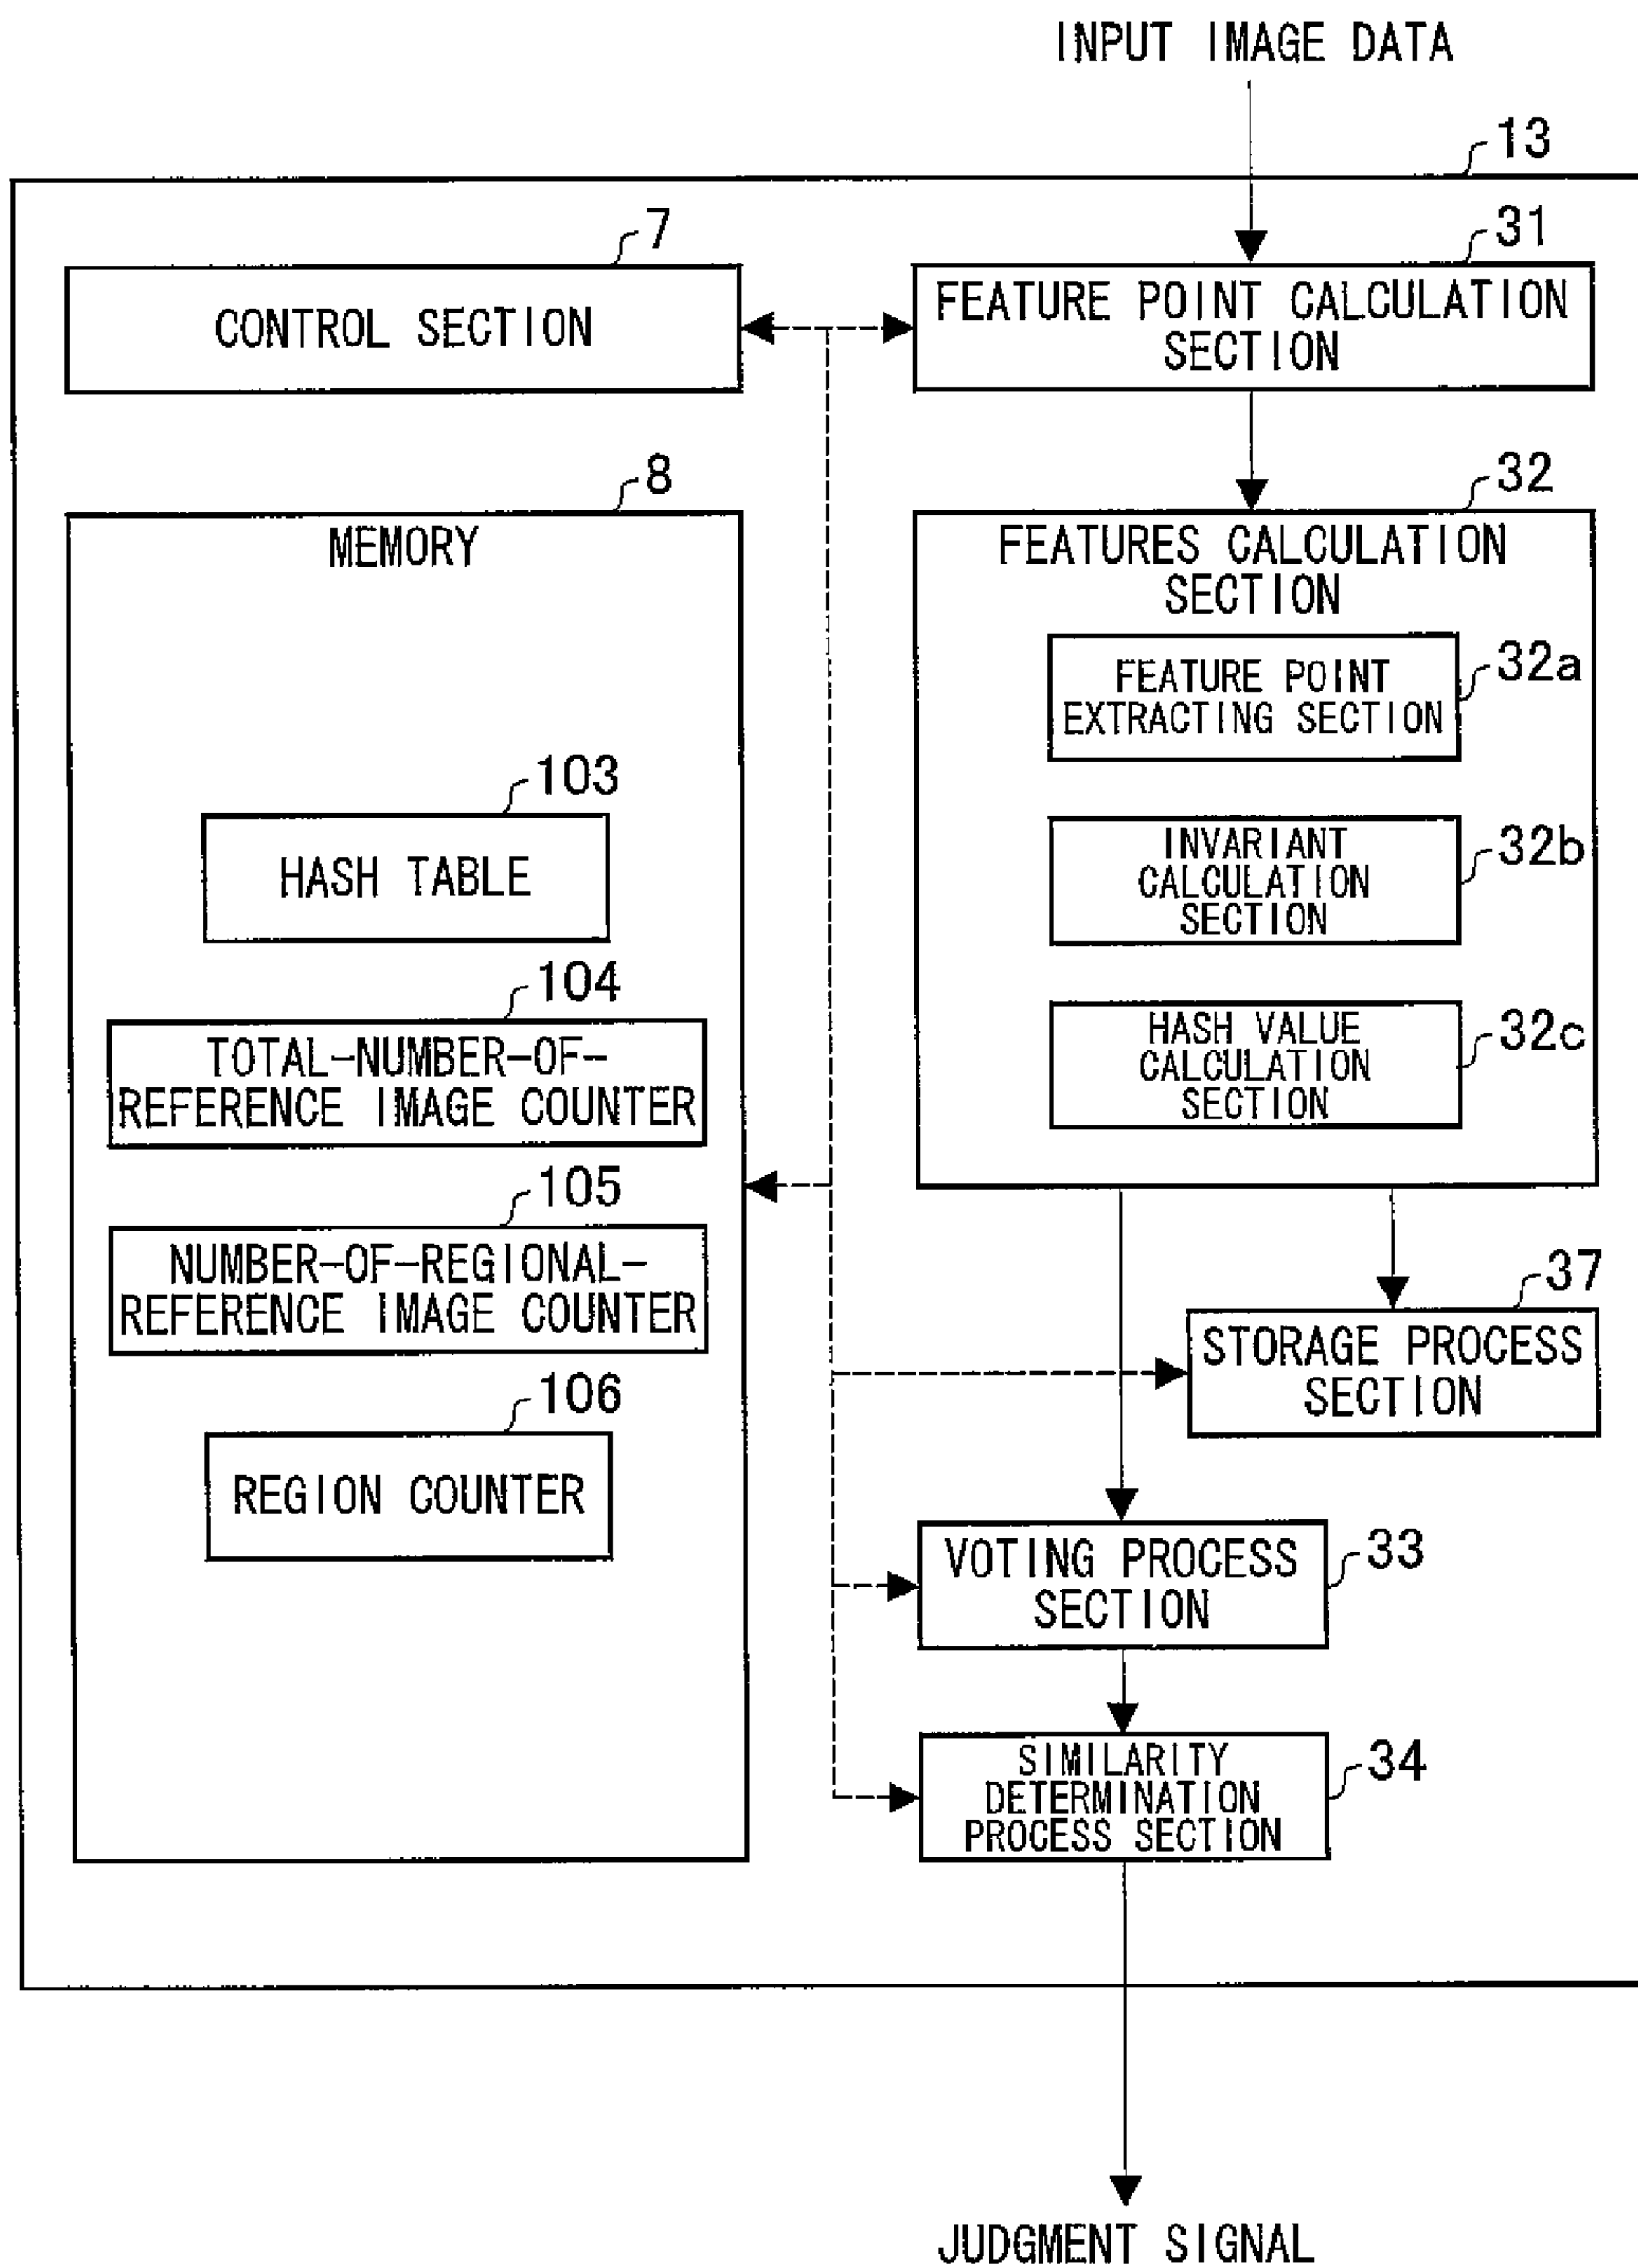 INPUT IMAGE DATA
13
7
CONTROL SECTION
31
FEATURE POINT CALCULATION
SECTION
8
MEMORY
103
HASH TABLE
104
TOTAL-NUMBER-OF-
REFERENCE IMAGE COUNTER
105
NUMBER-OF-REGIONAL-
REFERENCE IMAGE COUNTER
106
REGION COUNTER
32
FEATURES CALCULATION
SECTION
32a
FEATURE POINT
EXTRACTING SECTION
32b
INVARIANT
CALCULATION
SECTION
32c
HASH VALUE
CALCULATION
SECTION
37
STORAGE PROCESS
SECTION
33
VOTING PROCESS
SECTION
34
SIMILARITY
DETERMINATION
PROCESS SECTION
JUDGMENT SIGNAL